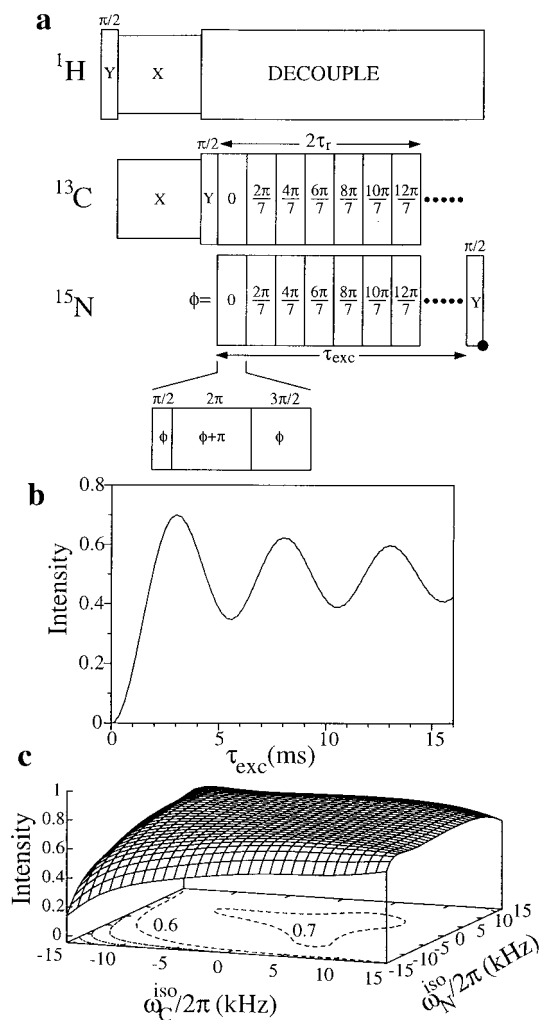 a
π/2
¹H
Y
X
DECOUPLE
π/2
2τr
¹³C
X
Y
0
2π/7
4π/7
6π/7
8π/7
10π/7
12π/7
π/2
¹⁵N
ϕ=
0
2π/7
4π/7
6π/7
8π/7
10π/7
12π/7
Y
τexc
π/2 2π 3π/2
ϕ ϕ+π ϕ
b
0.8
0.6
0.4
0.2
0
Intensity
0 5 10 15
τexc(ms)
c
1
0.8
0.6
0.4
0.2
0
Intensity
0.6
0.7
-15 -10 -5 0 5 10 15
ωCiso/2π (kHz)
-15 -10 -5 0 5 10 15
ωNiso/2π (kHz)